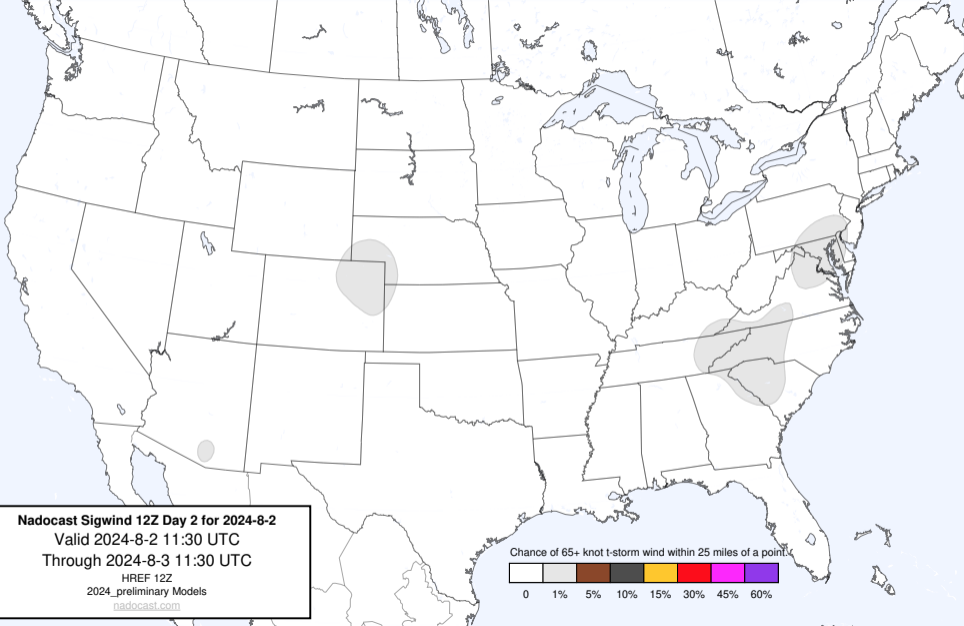 Nadocast Sigwind 12Z Day 2 for 2024-8-2
Valid 2024-8-2 11:30 UTC
Through 2024-8-3 11:30 UTC
HREF 12Z
2024_preliminary Models
nadocast.com
Chance of 65+ knot t-storm wind within 25 miles of a point.
0 1% 5% 10% 15% 30% 45% 60%